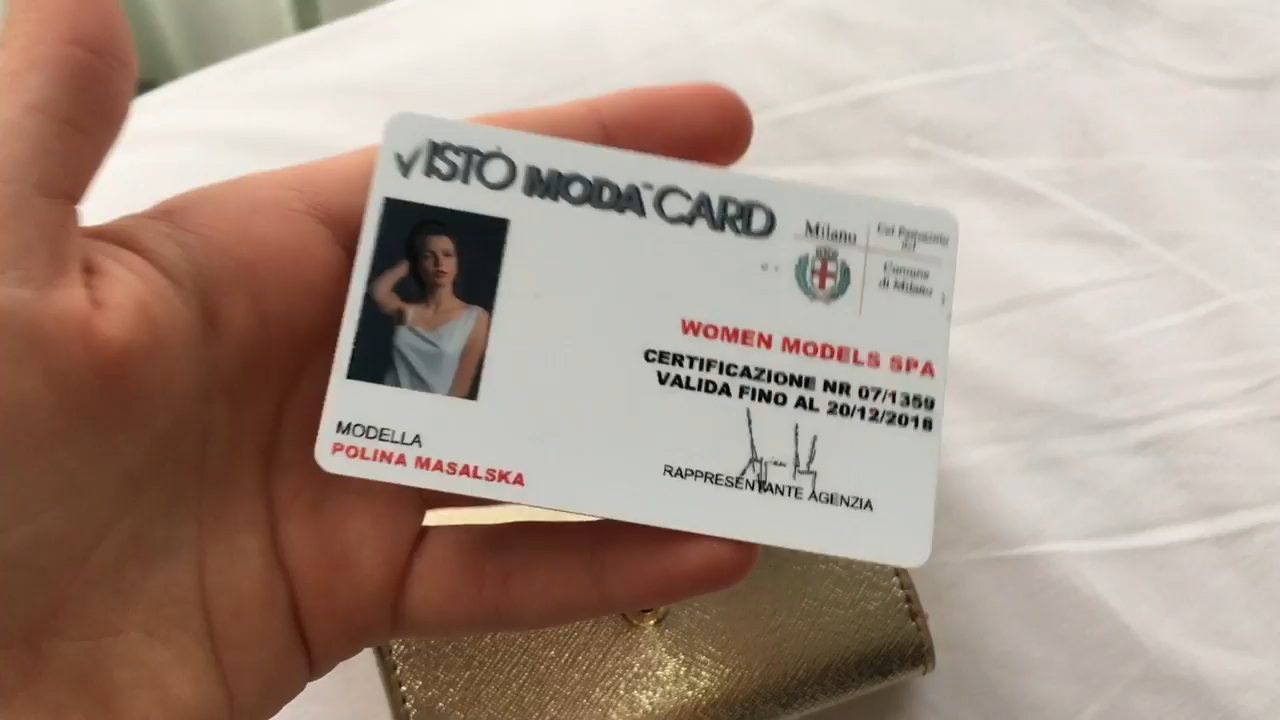 VISTO MODA CARD
Milano
Comune
di Milano
WOMEN MODELS SPA
CERTIFICAZIONE NR 07/1359
VALIDA FINO AL 20/12/2018
MODELLA
POLINA MASALSKA
RAPPRESENTANTE AGENZIA